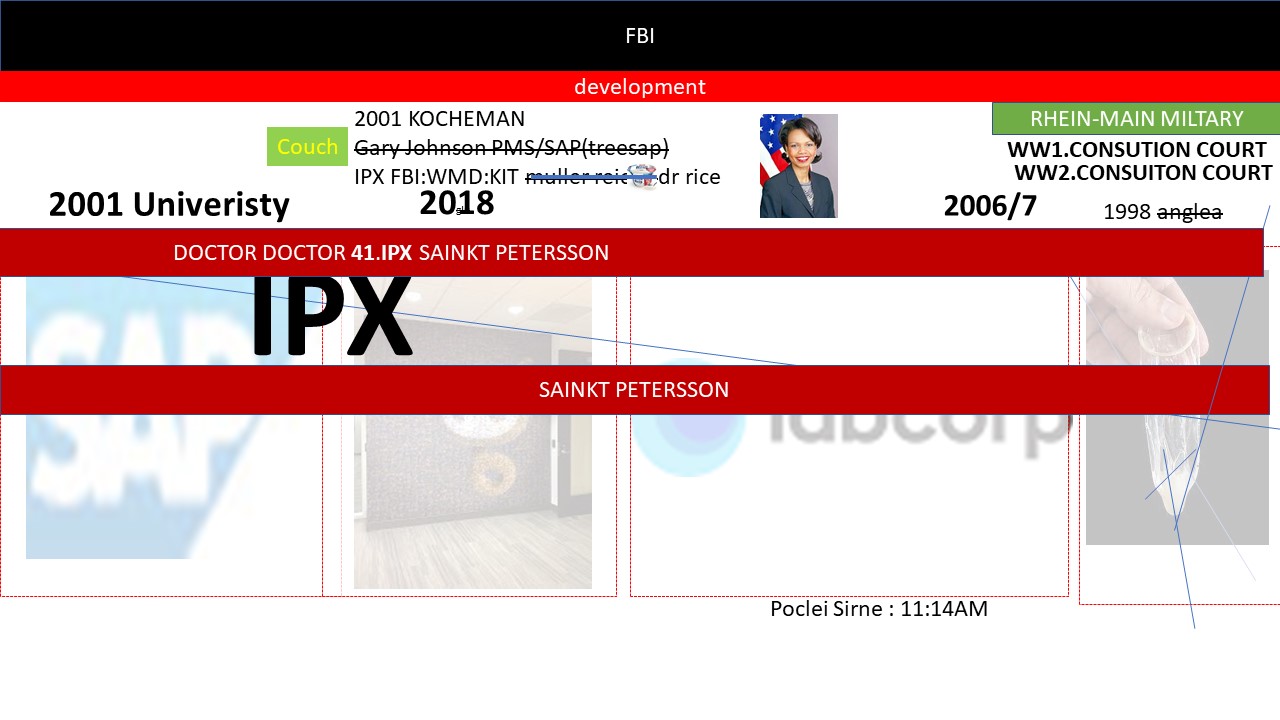 FBI
development
2001 KOCHEMAN
RHEIN-MAIN MILTARY
Couch
Gary Johnson PMS/SAP(treesap)
WW1.CONSUTION COURT
IPX FBI:WMD:KIT muller reic dr rice
WW2.CONSUITON COURT
2001 Univeristy
2018
2006/7
1998 anglea
DOCTOR DOCTOR 41.IPX SAINKT PETERSSON
IPX
SAP
SAINKT PETERSSON
SAP
labcorp
Poclei Sirne : 11:14AM